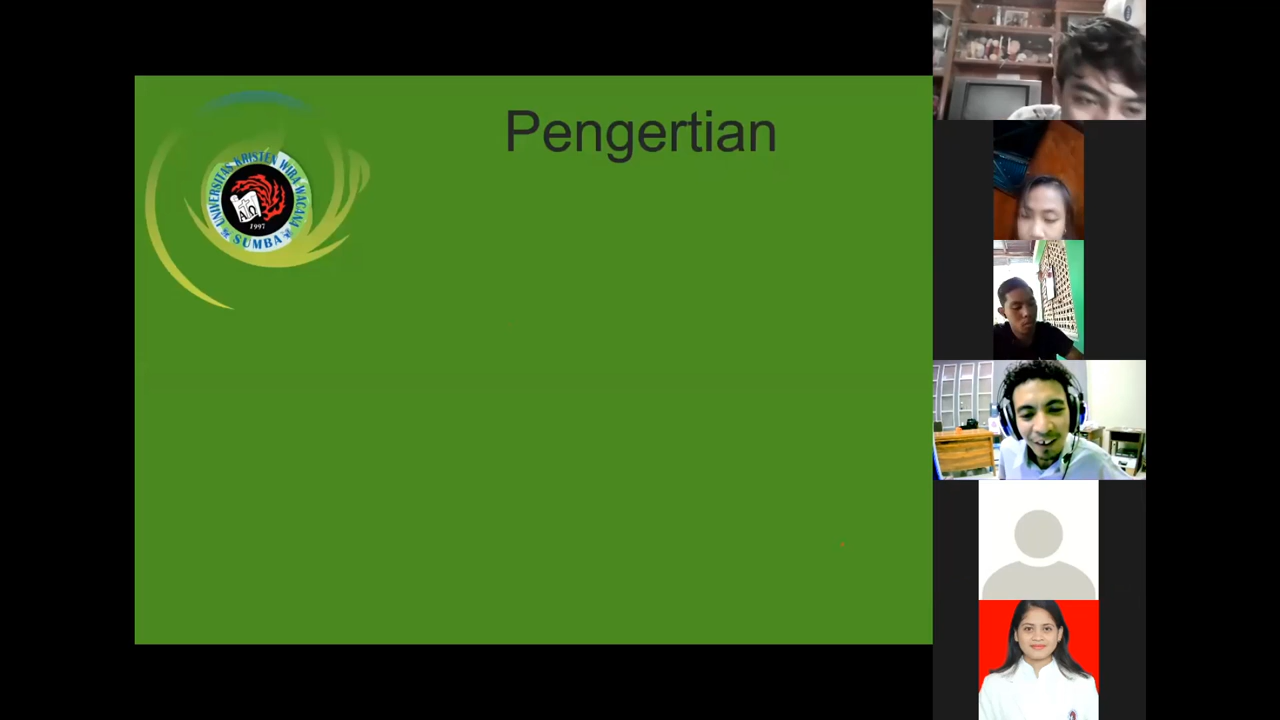 Pengertian
UNIVERSITAS KRISTEN WIRA WACANA
SUMBA
1997
A Ω